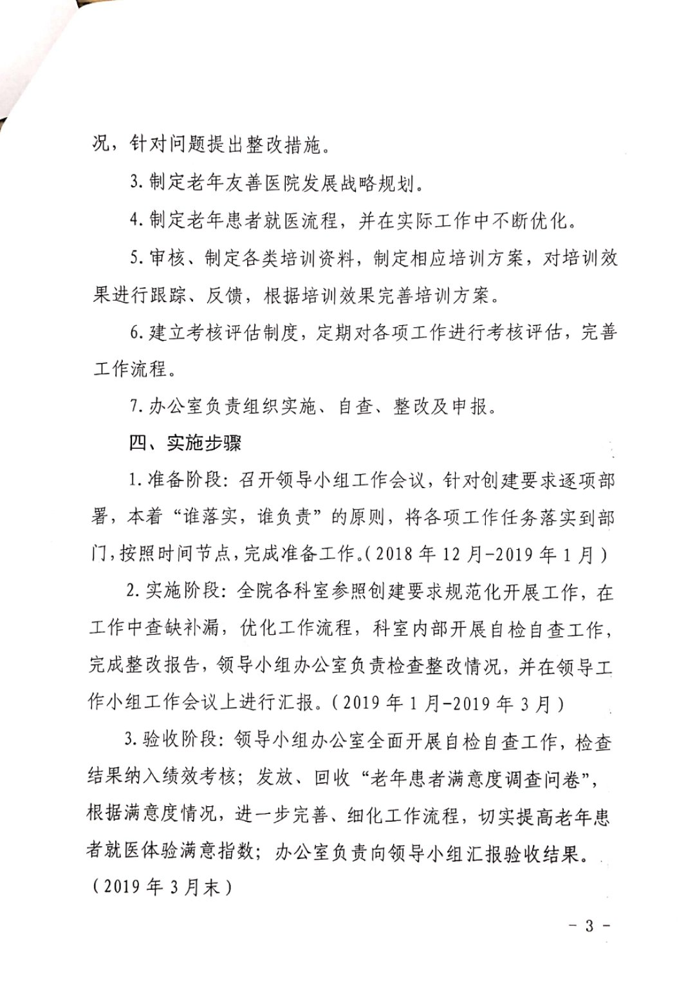 况，针对问题提出整改措施。
3.制定老年友善医院发展战略规划。
4.制定老年患者就医流程，并在实际工作中不断优化。
5.审核、制定各类培训资料，制定相应培训方案，对培训效
果进行跟踪、反馈，根据培训效果完善培训方案。
6.建立考核评估制度，定期对各项工作进行考核评估，完善
工作流程。
7.办公室负责组织实施、自查、整改及申报。
四、实施步骤
1.准备阶段：召开领导小组工作会议，针对创建要求逐项部
署，本着“谁落实，谁负责”的原则，将各项工作任务落实到部
门，按照时间节点，完成准备工作。（2018 年 12 月-2019 年 1 月）
2.实施阶段：全院各科室参照创建要求规范化开展工作，在
工作中查缺补漏，优化工作流程，科室内部开展自检自查工作，
完成整改报告，领导小组办公室负责检查整改情况，并在领导工
作小组工作会议上进行汇报。（2019 年 1 月-2019 年 3 月）
3.验收阶段：领导小组办公室全面开展自检自查工作，检查
结果纳入绩效考核；发放、回收“老年患者满意度调查问卷”，
根据满意度情况，进一步完善、细化工作流程，切实提高老年患
者就医体验满意指数；办公室负责向领导小组汇报验收结果。
（2019 年 3 月末）
- 3 -